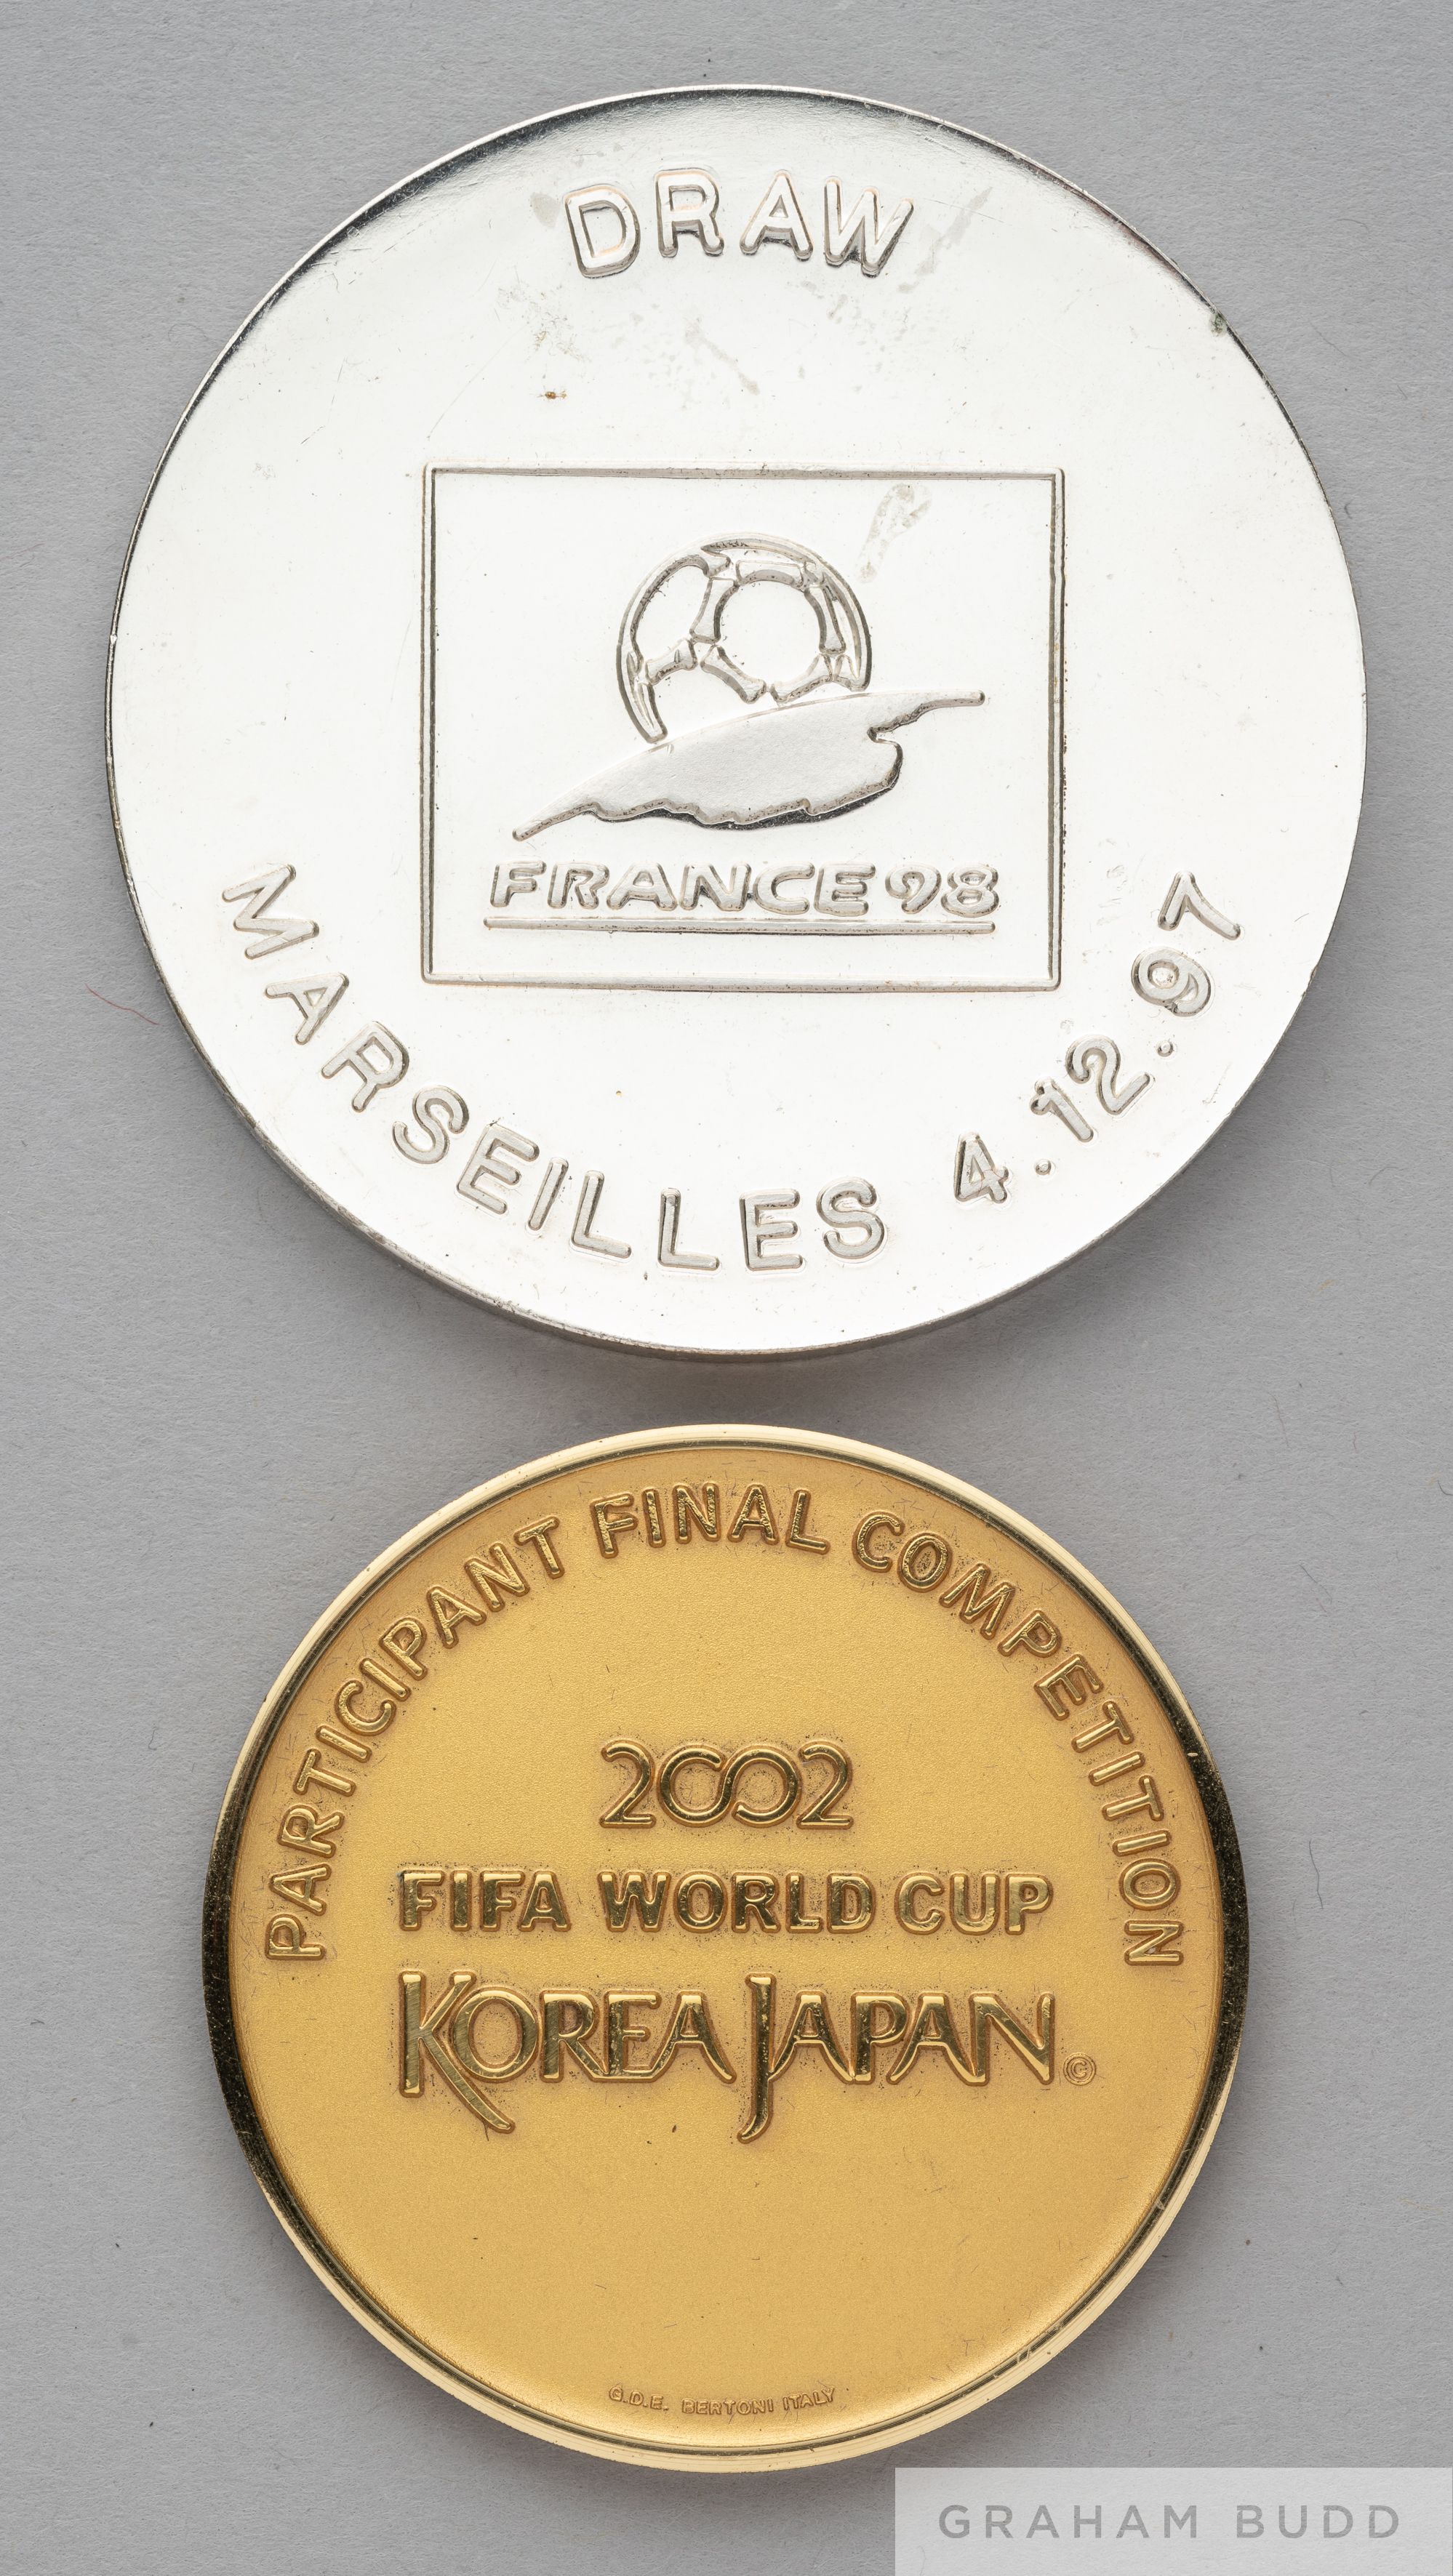 DRAW
FRANCE 98
MARSEILLES 4.12.97
PARTICIPANT FINAL COMPETITION
2002
FIFA WORLD CUP
KOREA JAPAN ©
G.D.E. BERTONI ITALY
GRAHAM BUDD